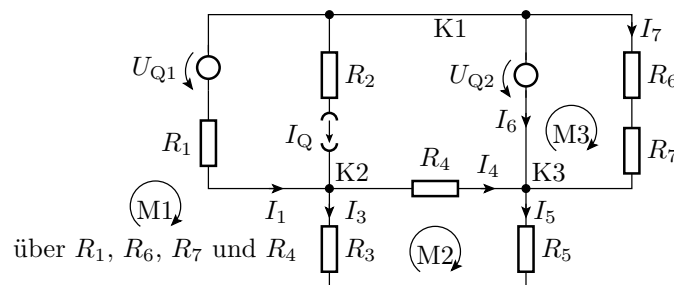 K1
I7
UQ1
R2
UQ2
R6
R1
IQ
I6
M3
R7
K2
R4
I4
K3
M1
I1
I3
I5
über R1, R6, R7 und R4
R3
M2
R5